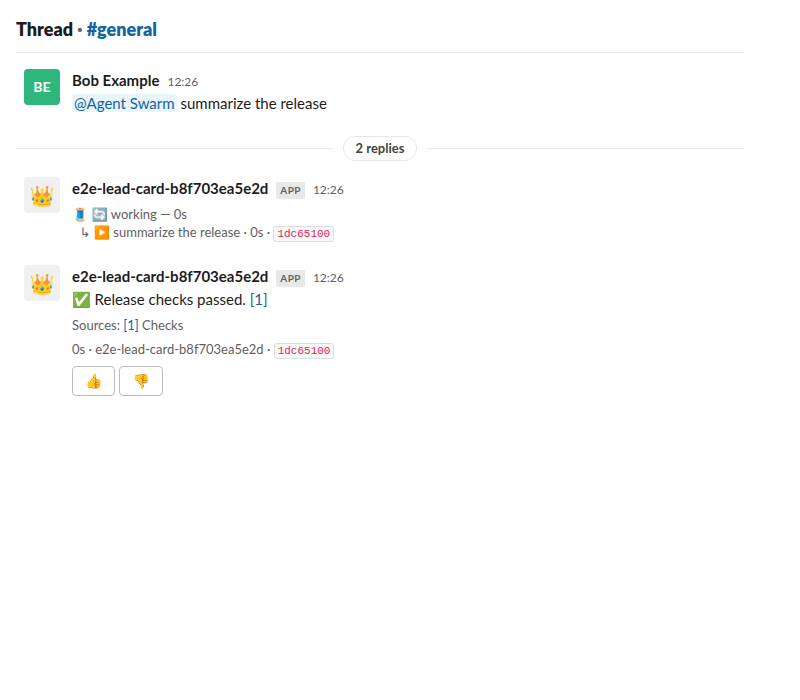 Thread • #general
BE
Bob Example 12:26
@Agent Swarm summarize the release
2 replies
e2e-lead-card-b8f703ea5e2d APP 12:26
🧵 🔄 working — 0s
↳ ▶️ summarize the release · 0s · 1dc65100
e2e-lead-card-b8f703ea5e2d APP 12:26
✅ Release checks passed. [1]
Sources: [1] Checks
0s · e2e-lead-card-b8f703ea5e2d · 1dc65100
👍 👎